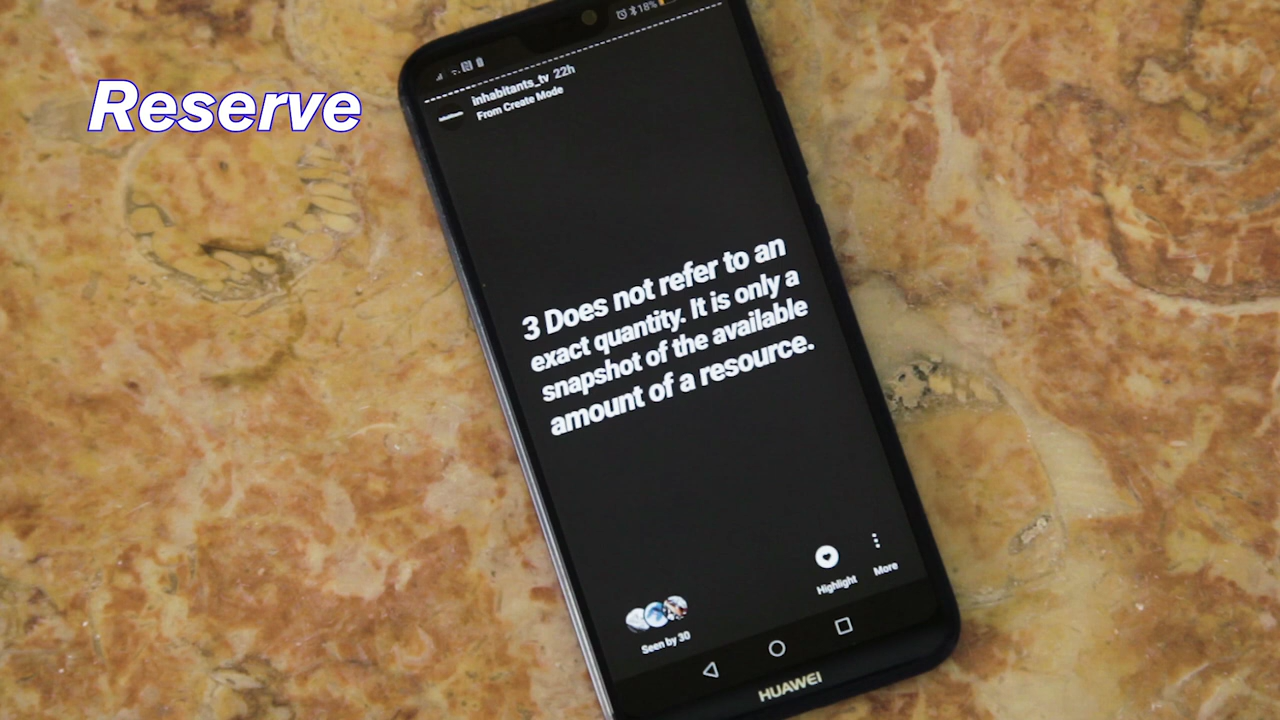 Reserve
18%
inhabitants_tv 22h
From Create Mode
3 Does not refer to an
exact quantity. It is only a
snapshot of the available
amount of a resource.
Highlight
More
Seen by 30
HUAWEI